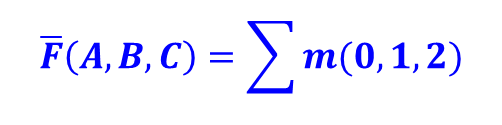 F̅(A, B, C) = ∑ m(0, 1, 2)